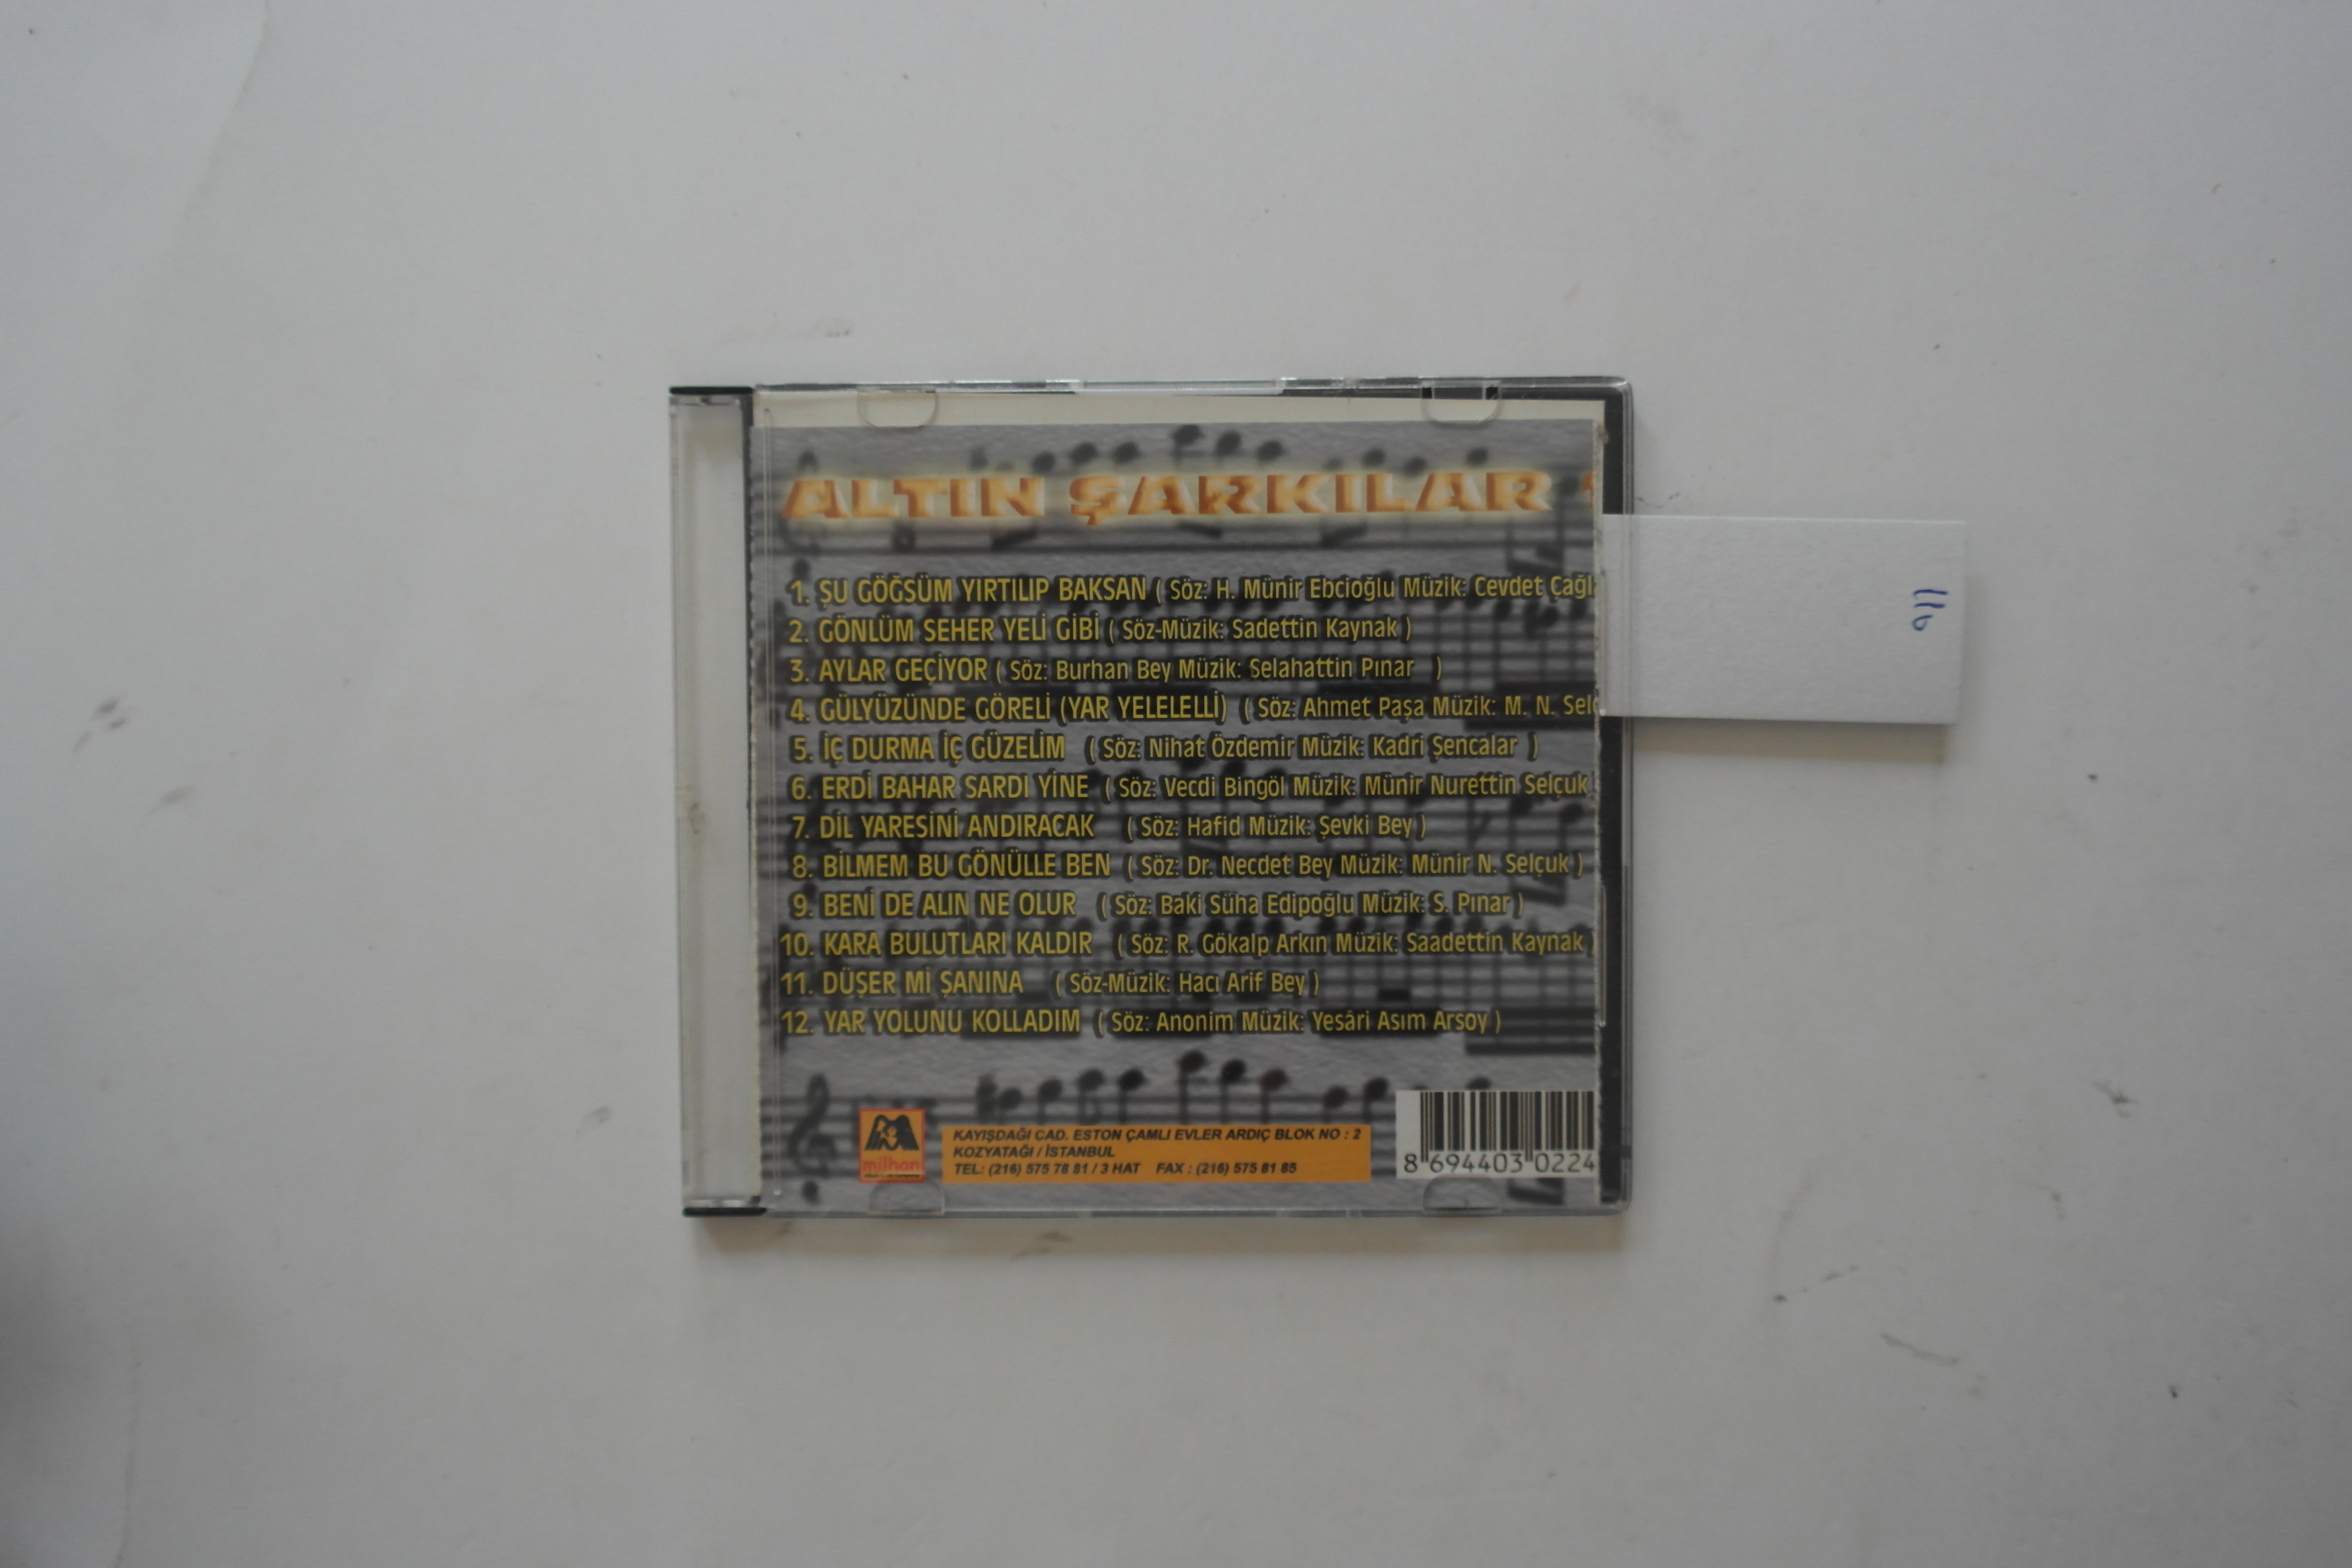 ALTIN ŞARKILAR
1. ŞU GÖĞSÜM YIRTILIP BAKSAN ( Söz: H. Münir Ebcioğlu Müzik: Cevdet Çağl
2. GÖNLÜM SEHER YELİ GİBİ ( Söz-Müzik: Sadettin Kaynak )
3. AYLAR GEÇİYOR ( Söz: Burhan Bey Müzik: Selahattin Pınar )
4. GÜLYÜZÜNDE GÖRELİ (YAR YELELELLİ) ( Söz: Ahmet Paşa Müzik: M. N. Sel
5. İÇ DURMA İÇ GÜZELİM ( Söz: Nihat Özdemir Müzik: Kadri Şencalar )
6. ERDİ BAHAR SARDI YİNE ( Söz: Vecdi Bingöl Müzik: Münir Nurettin Selçuk )
7. DİL YARESİNİ ANDIRACAK ( Söz: Hafid Müzik: Şevki Bey )
8. BİLMEM BU GÖNÜLLE BEN ( Söz: Dr. Necdet Bey Müzik: Münir N. Selçuk )
9. BENİ DE ALIN NE OLUR ( Söz: Baki Süha Edipoğlu Müzik: S. Pınar )
10. KARA BULUTLARI KALDIR ( Söz: R. Gökalp Arkın Müzik: Saadettin Kaynak )
11. DÜŞER Mİ ŞANINA ( Söz-Müzik: Hacı Arif Bey )
12. YAR YOLUNU KOLLADIM ( Söz: Anonim Müzik: Yesâri Asım Arsoy )
milhan
KAYIŞDAĞI CAD. ESTON ÇAMLI EVLER ARDIÇ BLOK NO : 2
KOZYATAĞI / İSTANBUL
TEL: (216) 575 78 81 / 3 HAT FAX : (216) 575 81 85
8 694403 0224